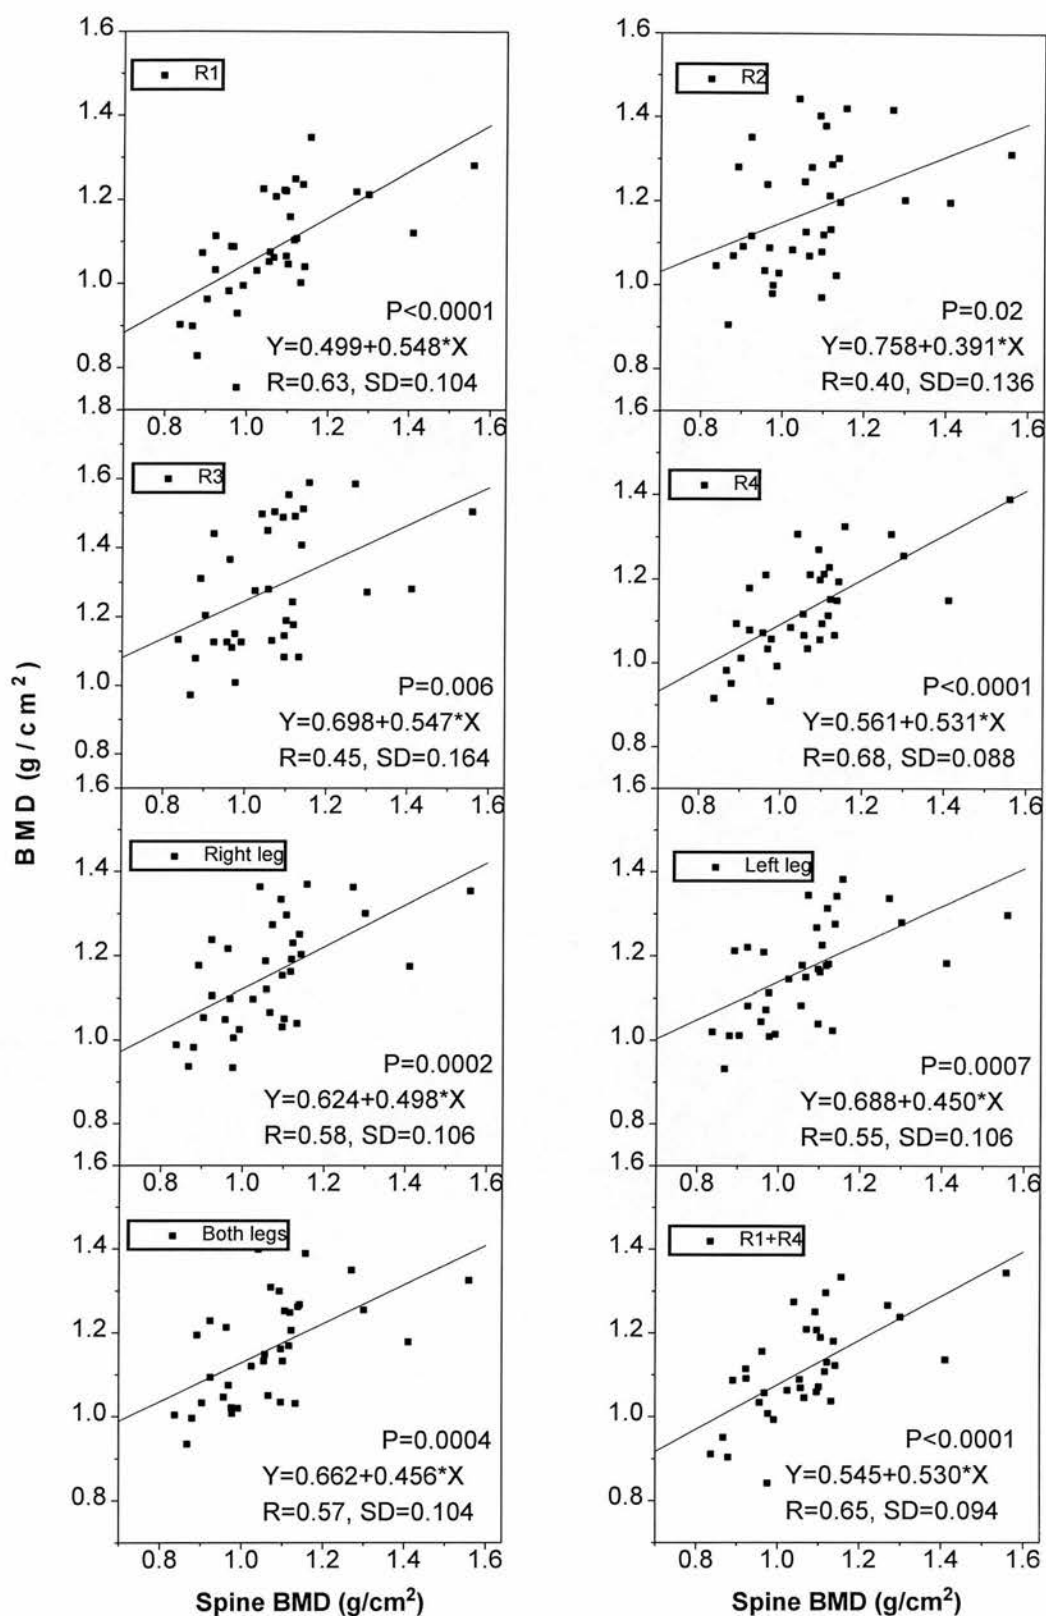 BMD (g/cm²)
1.6
1.4
1.2
1.0
0.8
1.8
R1
P<0.0001
Y=0.499+0.548*X
R=0.63, SD=0.104
0.8 1.0 1.2 1.4 1.6
1.6
1.4
1.2
1.0
0.8
1.6
R2
P=0.02
Y=0.758+0.391*X
R=0.40, SD=0.136
0.8 1.0 1.2 1.4 1.6
1.6
1.4
1.2
1.0
0.8
1.6
R3
P=0.006
Y=0.698+0.547*X
R=0.45, SD=0.164
0.8 1.0 1.2 1.4 1.6
1.4
1.2
1.0
0.8
1.6
R4
P<0.0001
Y=0.561+0.531*X
R=0.68, SD=0.088
0.8 1.0 1.2 1.4 1.6
1.4
1.2
1.0
0.8
1.6
Right leg
P=0.0002
Y=0.624+0.498*X
R=0.58, SD=0.106
0.8 1.0 1.2 1.4 1.6
1.4
1.2
1.0
0.8
1.6
Left leg
P=0.0007
Y=0.688+0.450*X
R=0.55, SD=0.106
0.8 1.0 1.2 1.4 1.6
1.4
1.2
1.0
0.8
Both legs
P=0.0004
Y=0.662+0.456*X
R=0.57, SD=0.104
0.8 1.0 1.2 1.4 1.6
Spine BMD (g/cm²)
1.4
1.2
1.0
0.8
R1+R4
P<0.0001
Y=0.545+0.530*X
R=0.65, SD=0.094
0.8 1.0 1.2 1.4 1.6
Spine BMD (g/cm²)